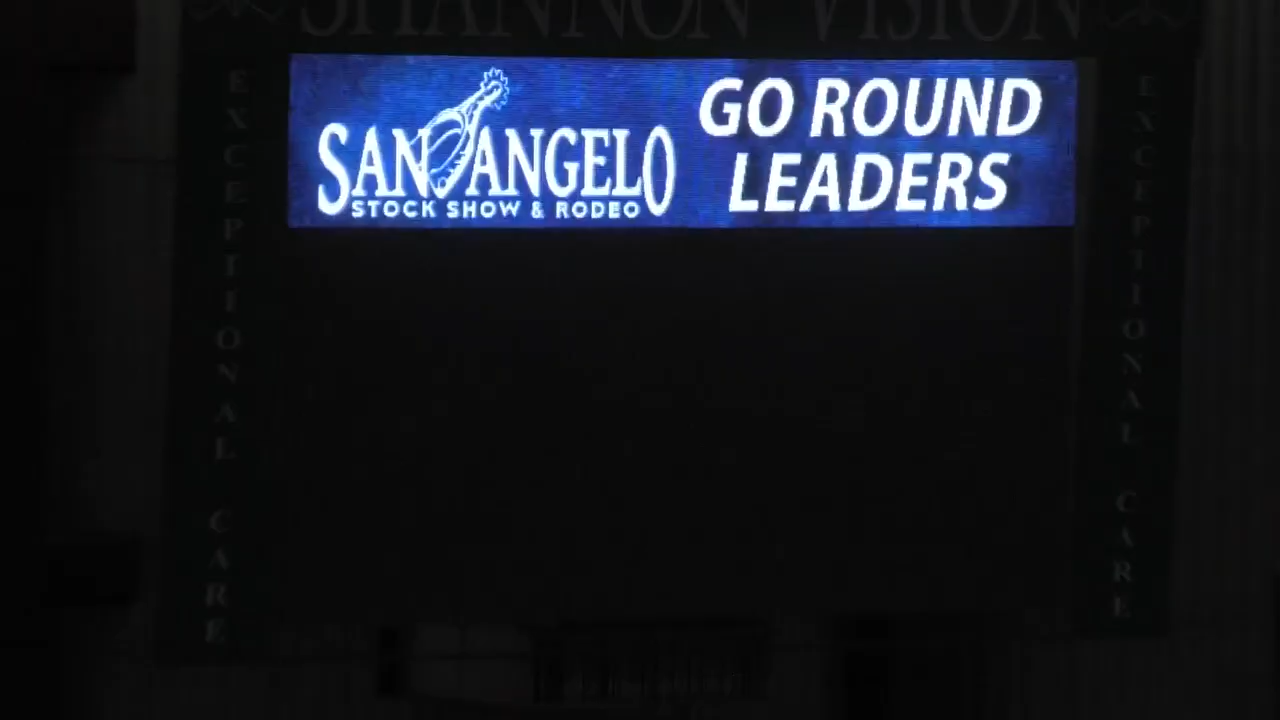 SHANNON VISION
SAN ANGELO
STOCK SHOW & RODEO
GO ROUND
LEADERS
EXCEPTIONAL CARE
EXCEPTIONAL CARE